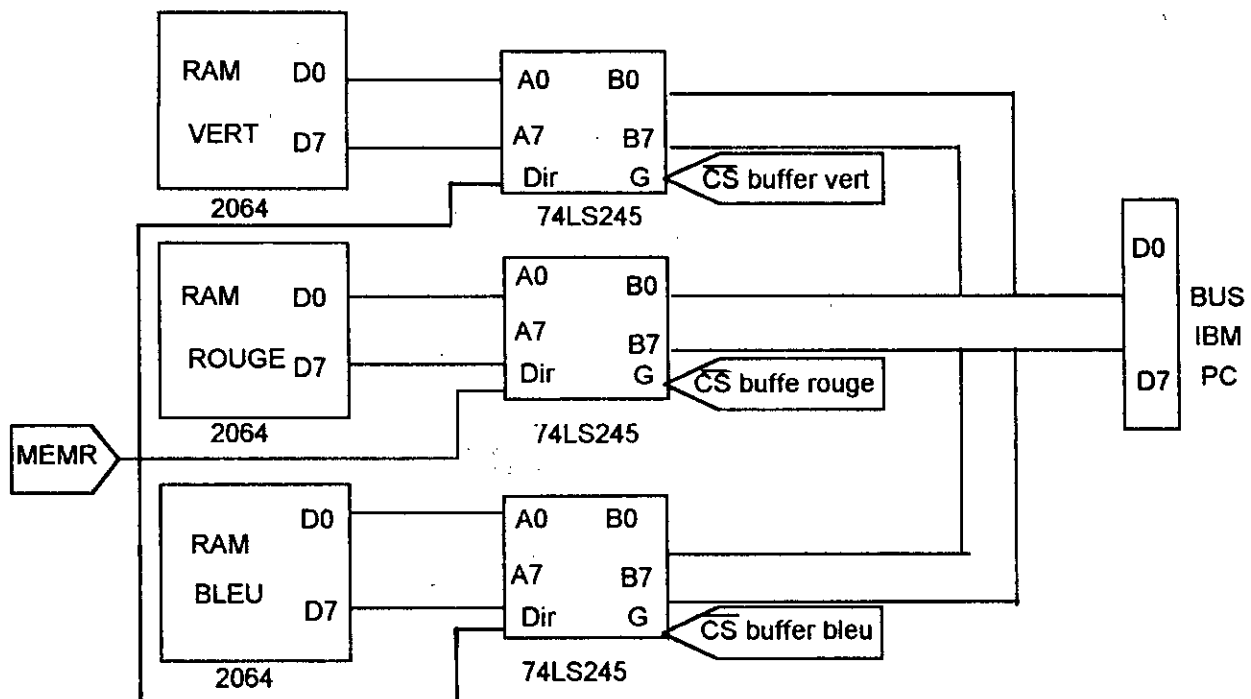 RAM D0
VERT D7
2064
A0 B0
A7 B7
Dir G
74LS245
CS buffer vert
RAM D0
ROUGE D7
2064
A0 B0
A7 B7
Dir G
74LS245
CS buffe rouge
D0
D7
BUS
IBM
PC
MEMR
D0
RAM
BLEU D7
2064
A0 B0
A7 B7
Dir G
74LS245
CS buffer bleu